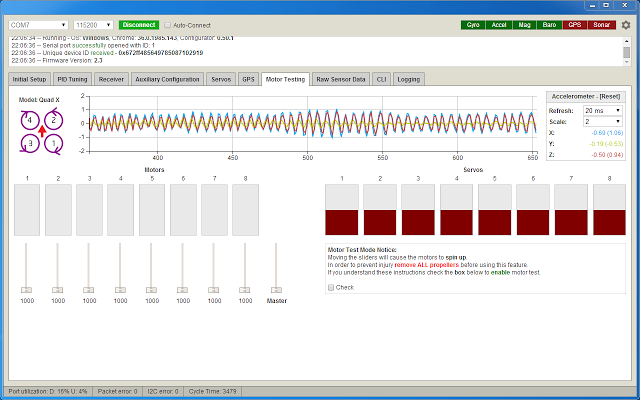 COM7 115200 Disconnect Auto-Connect Gyro Accel Mag Baro GPS Sonar
22:06:34 -- Running - OS: Windows, Chrome: 36.0.1985.143, Configurator: 0.50.1
22:06:36 -- Serial port successfully opened with ID: 1
22:06:36 -- Unique device ID received - 0x672ff485649785087102919
22:06:36 -- Firmware Version: 2.3
Initial Setup PID Tuning Receiver Auxiliary Configuration Servos GPS Motor Testing Raw Sensor Data CLI Logging
Model: Quad X
4 2
3 1
2
1
0
-1
-2
400 450 500 550 600 650
Accelerometer - [Reset]
Refresh: 20 ms
Scale: 2
X: -0.69 (1.06)
Y: -0.19 (-0.53)
Z: -0.50 (0.94)
Motors
1 2 3 4 5 6 7 8
1000 1000 1000 1000 1000 1000 1000 1000 Master
Servos
1 2 3 4 5 6 7 8
Motor Test Mode Notice:
Moving the sliders will cause the motors to spin up.
In order to prevent injury remove ALL propellers before using this feature.
If you understand these instructions check the box below to enable motor test.
Check
Port utilization: D: 16% U: 4% Packet error: 0 I2C error: 0 Cycle Time: 3479